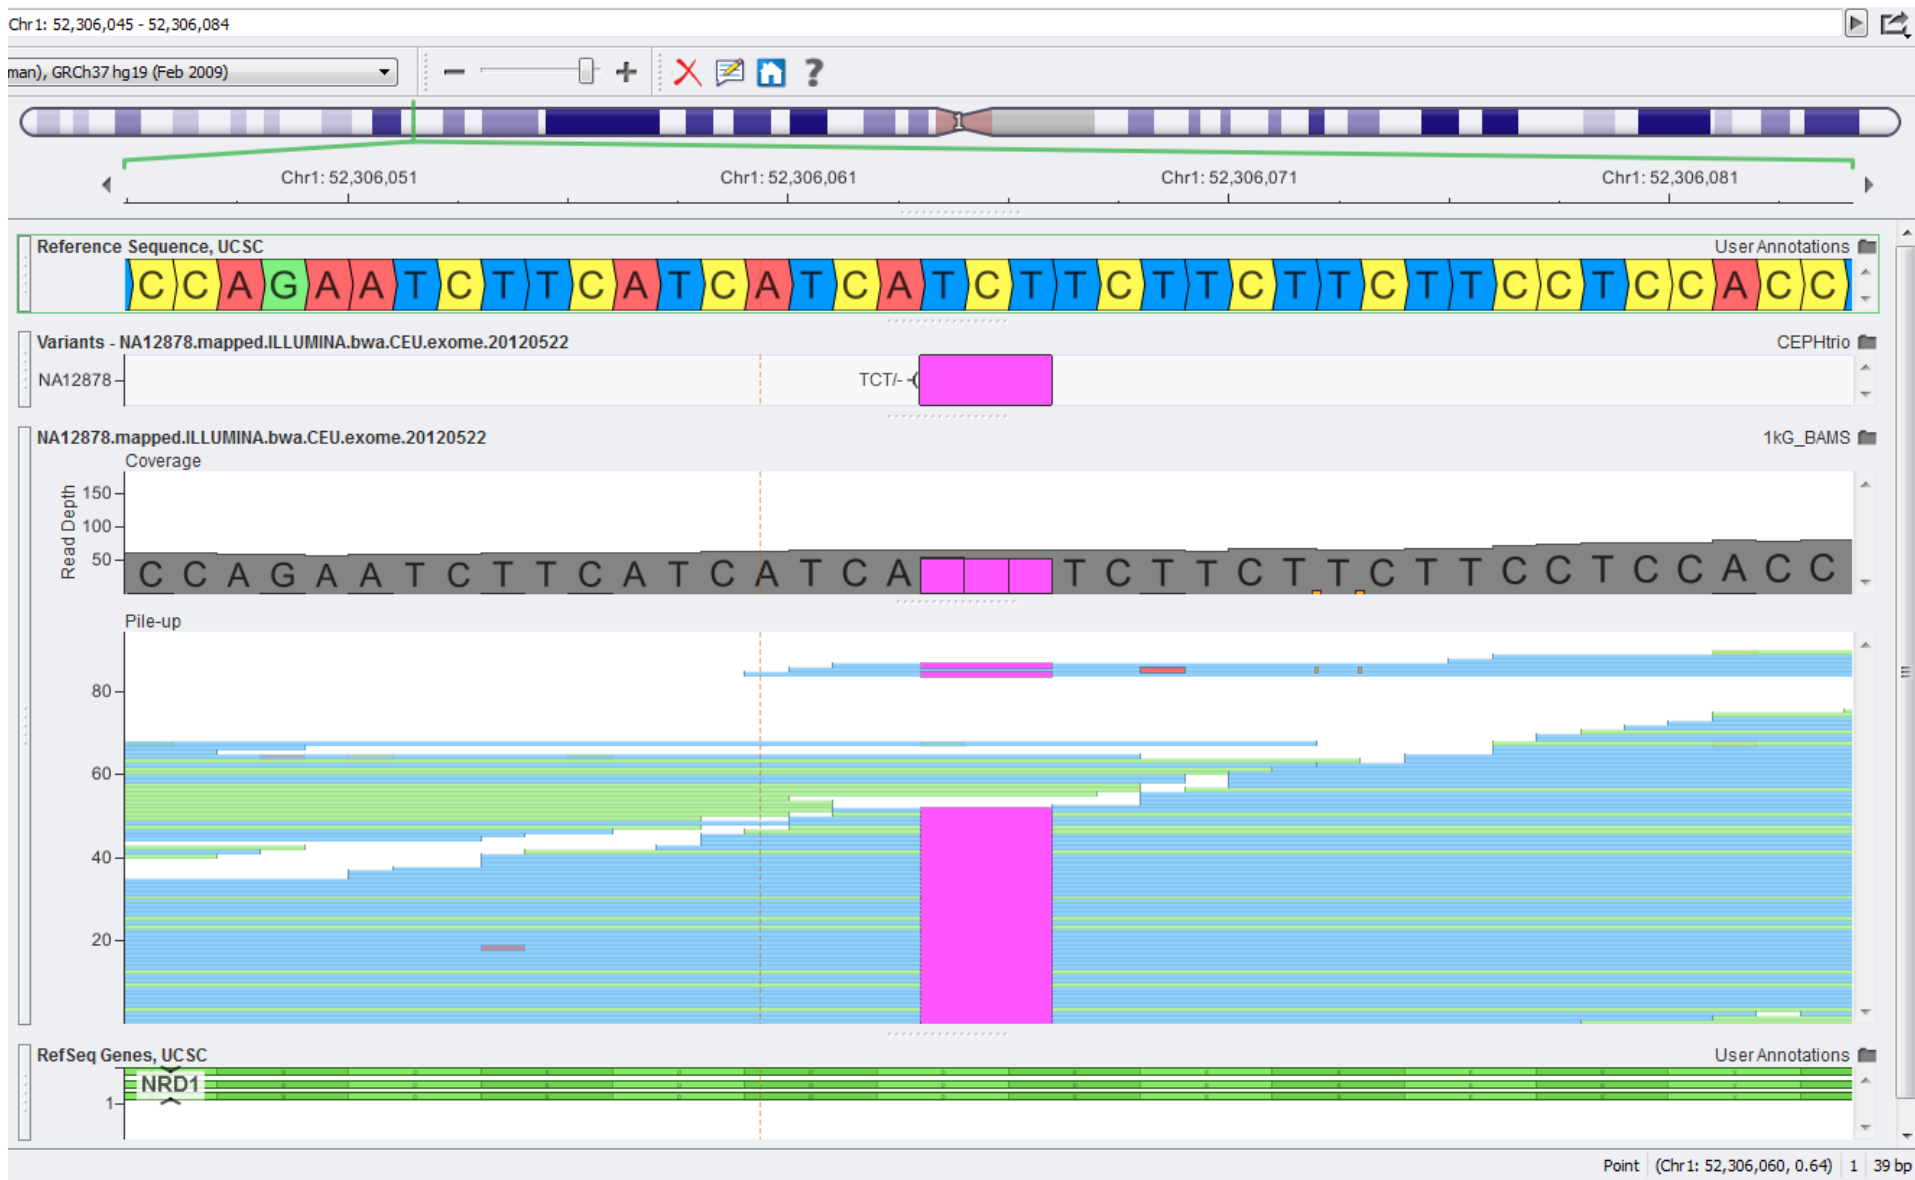 Chr1: 52,306,045 - 52,306,084
man), GRCh37 hg19 (Feb 2009)
1
Chr1: 52,306,051 Chr1: 52,306,061 Chr1: 52,306,071 Chr1: 52,306,081
Reference Sequence, UCSC User Annotations
C C A G A A T C T T C A T C A T C A T C T T C T T C T T C T T C C T C C A C C
Variants - NA12878.mapped.ILLUMINA.bwa.CEU.exome.20120522 CEPHtrio
NA12878 TCT/-
NA12878.mapped.ILLUMINA.bwa.CEU.exome.20120522 1kG_BAMS
Coverage
Read Depth
150
100
50
C C A G A A T C T T C A T C A T C A T C T T C T T C T T C C T C C A C C
Pile-up
80
60
40
20
RefSeq Genes, UCSC User Annotations
NRD1
1
Point (Chr1: 52,306,060, 0.64) 1 39 bp